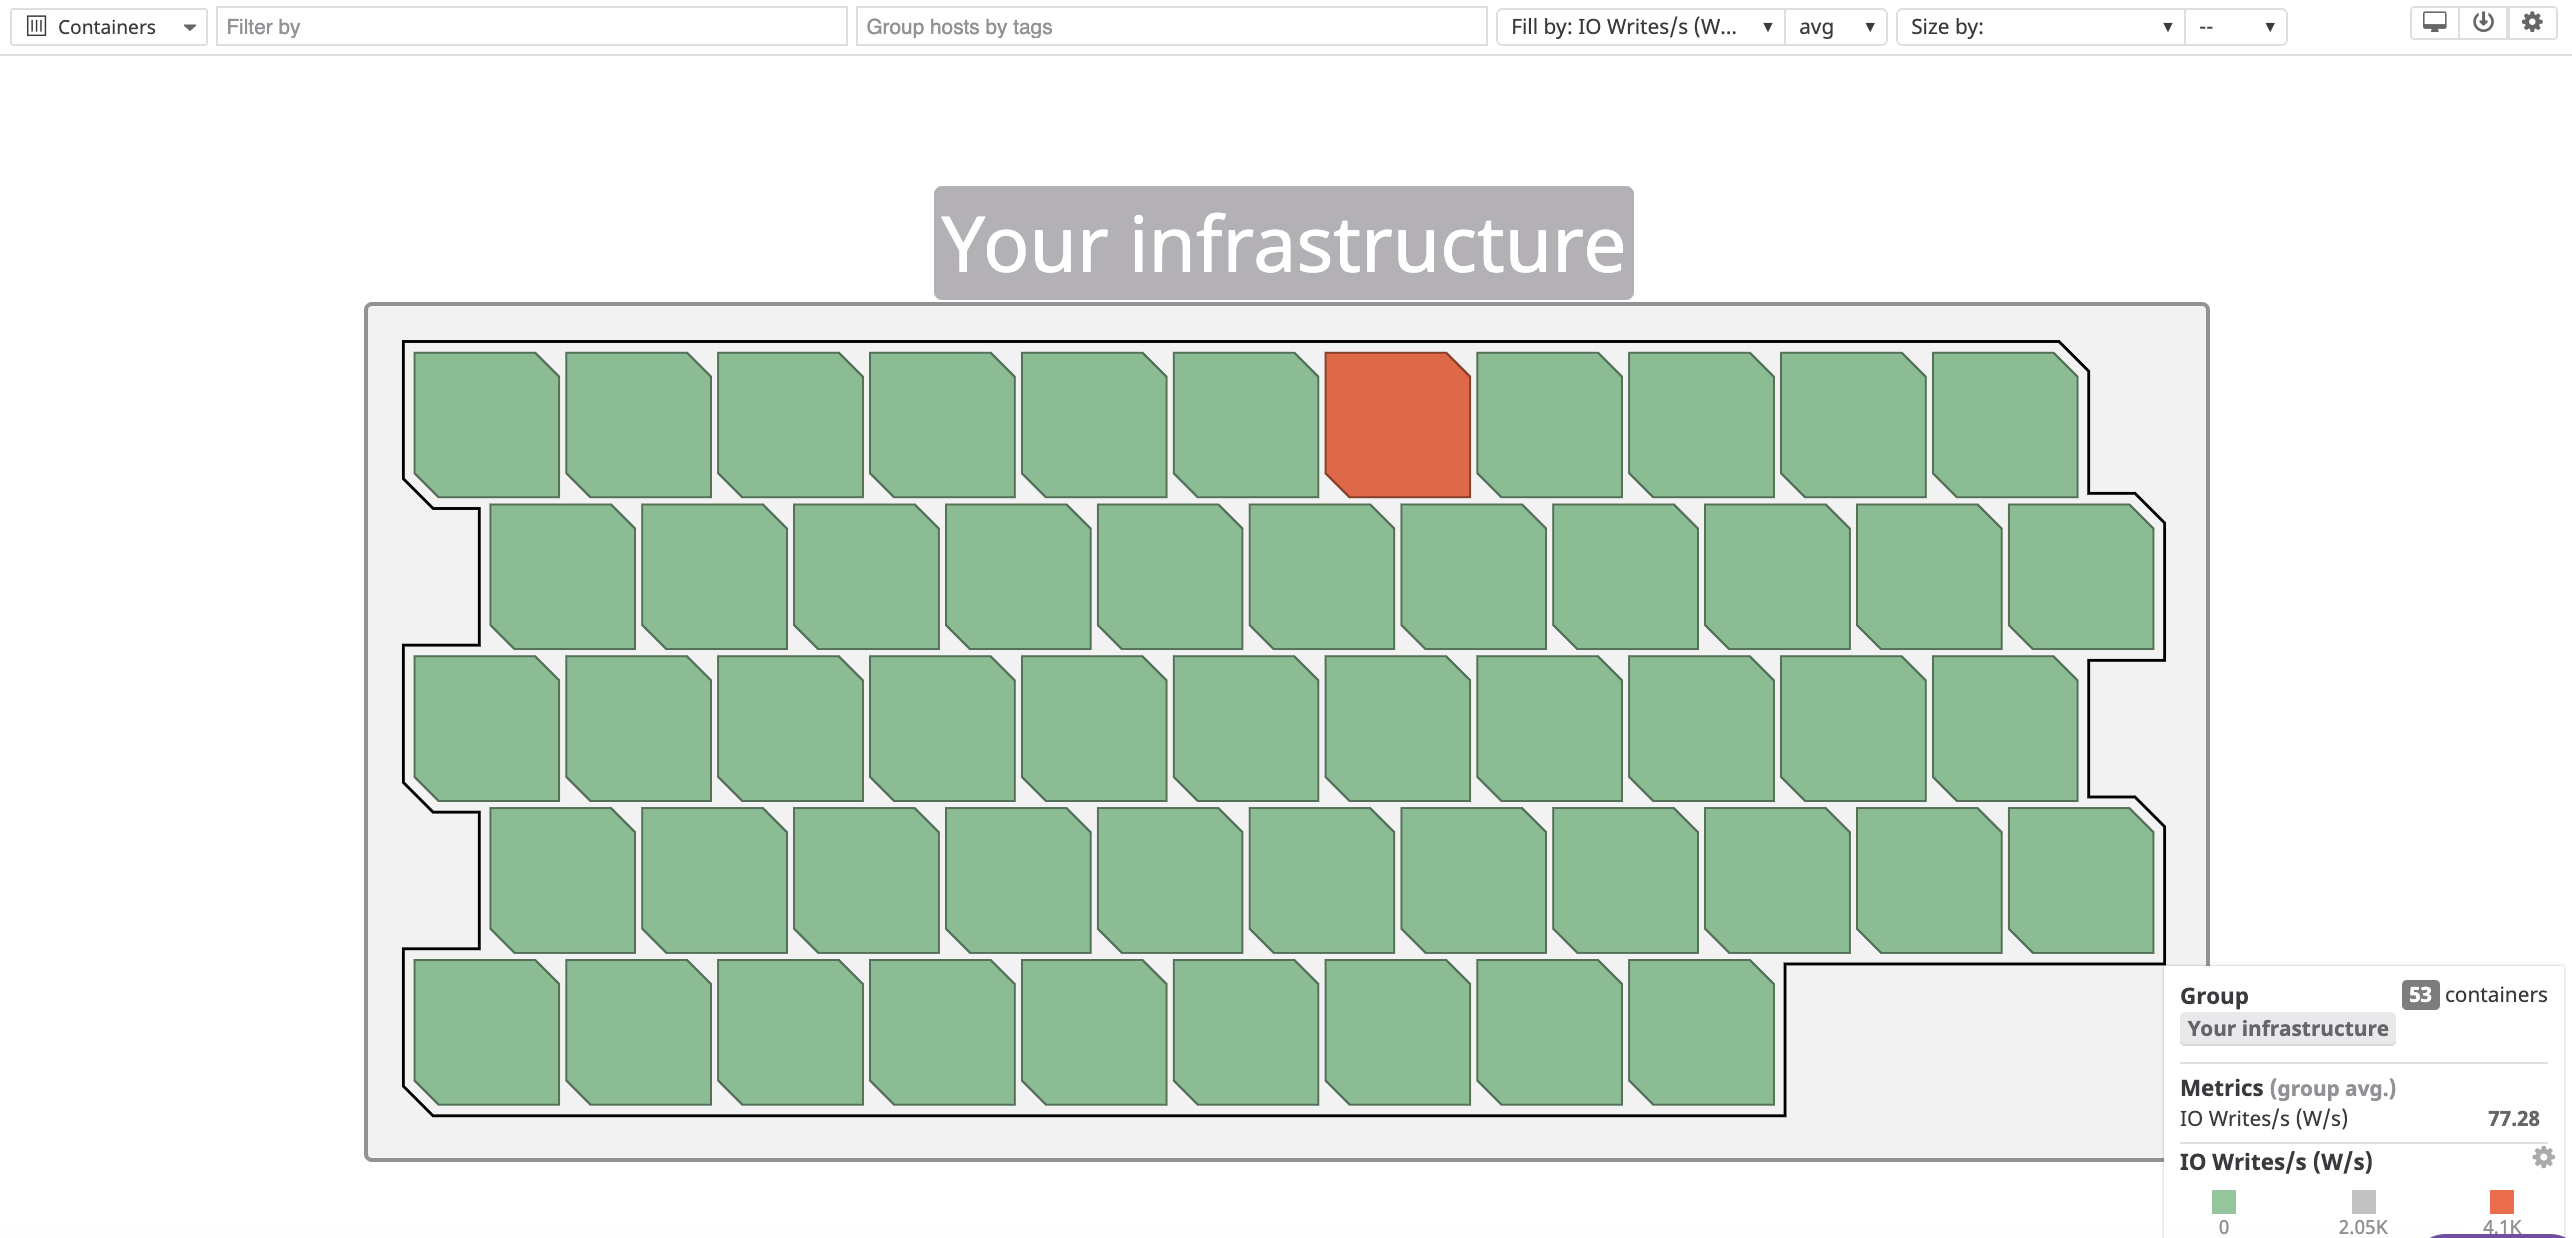 Containers
Filter by
Group hosts by tags
Fill by: IO Writes/s (W...
avg
Size by:
--
Your infrastructure
Group
53 containers
Your infrastructure
Metrics (group avg.)
IO Writes/s (W/s) 77.28
IO Writes/s (W/s)
0 2.05K 4.1K